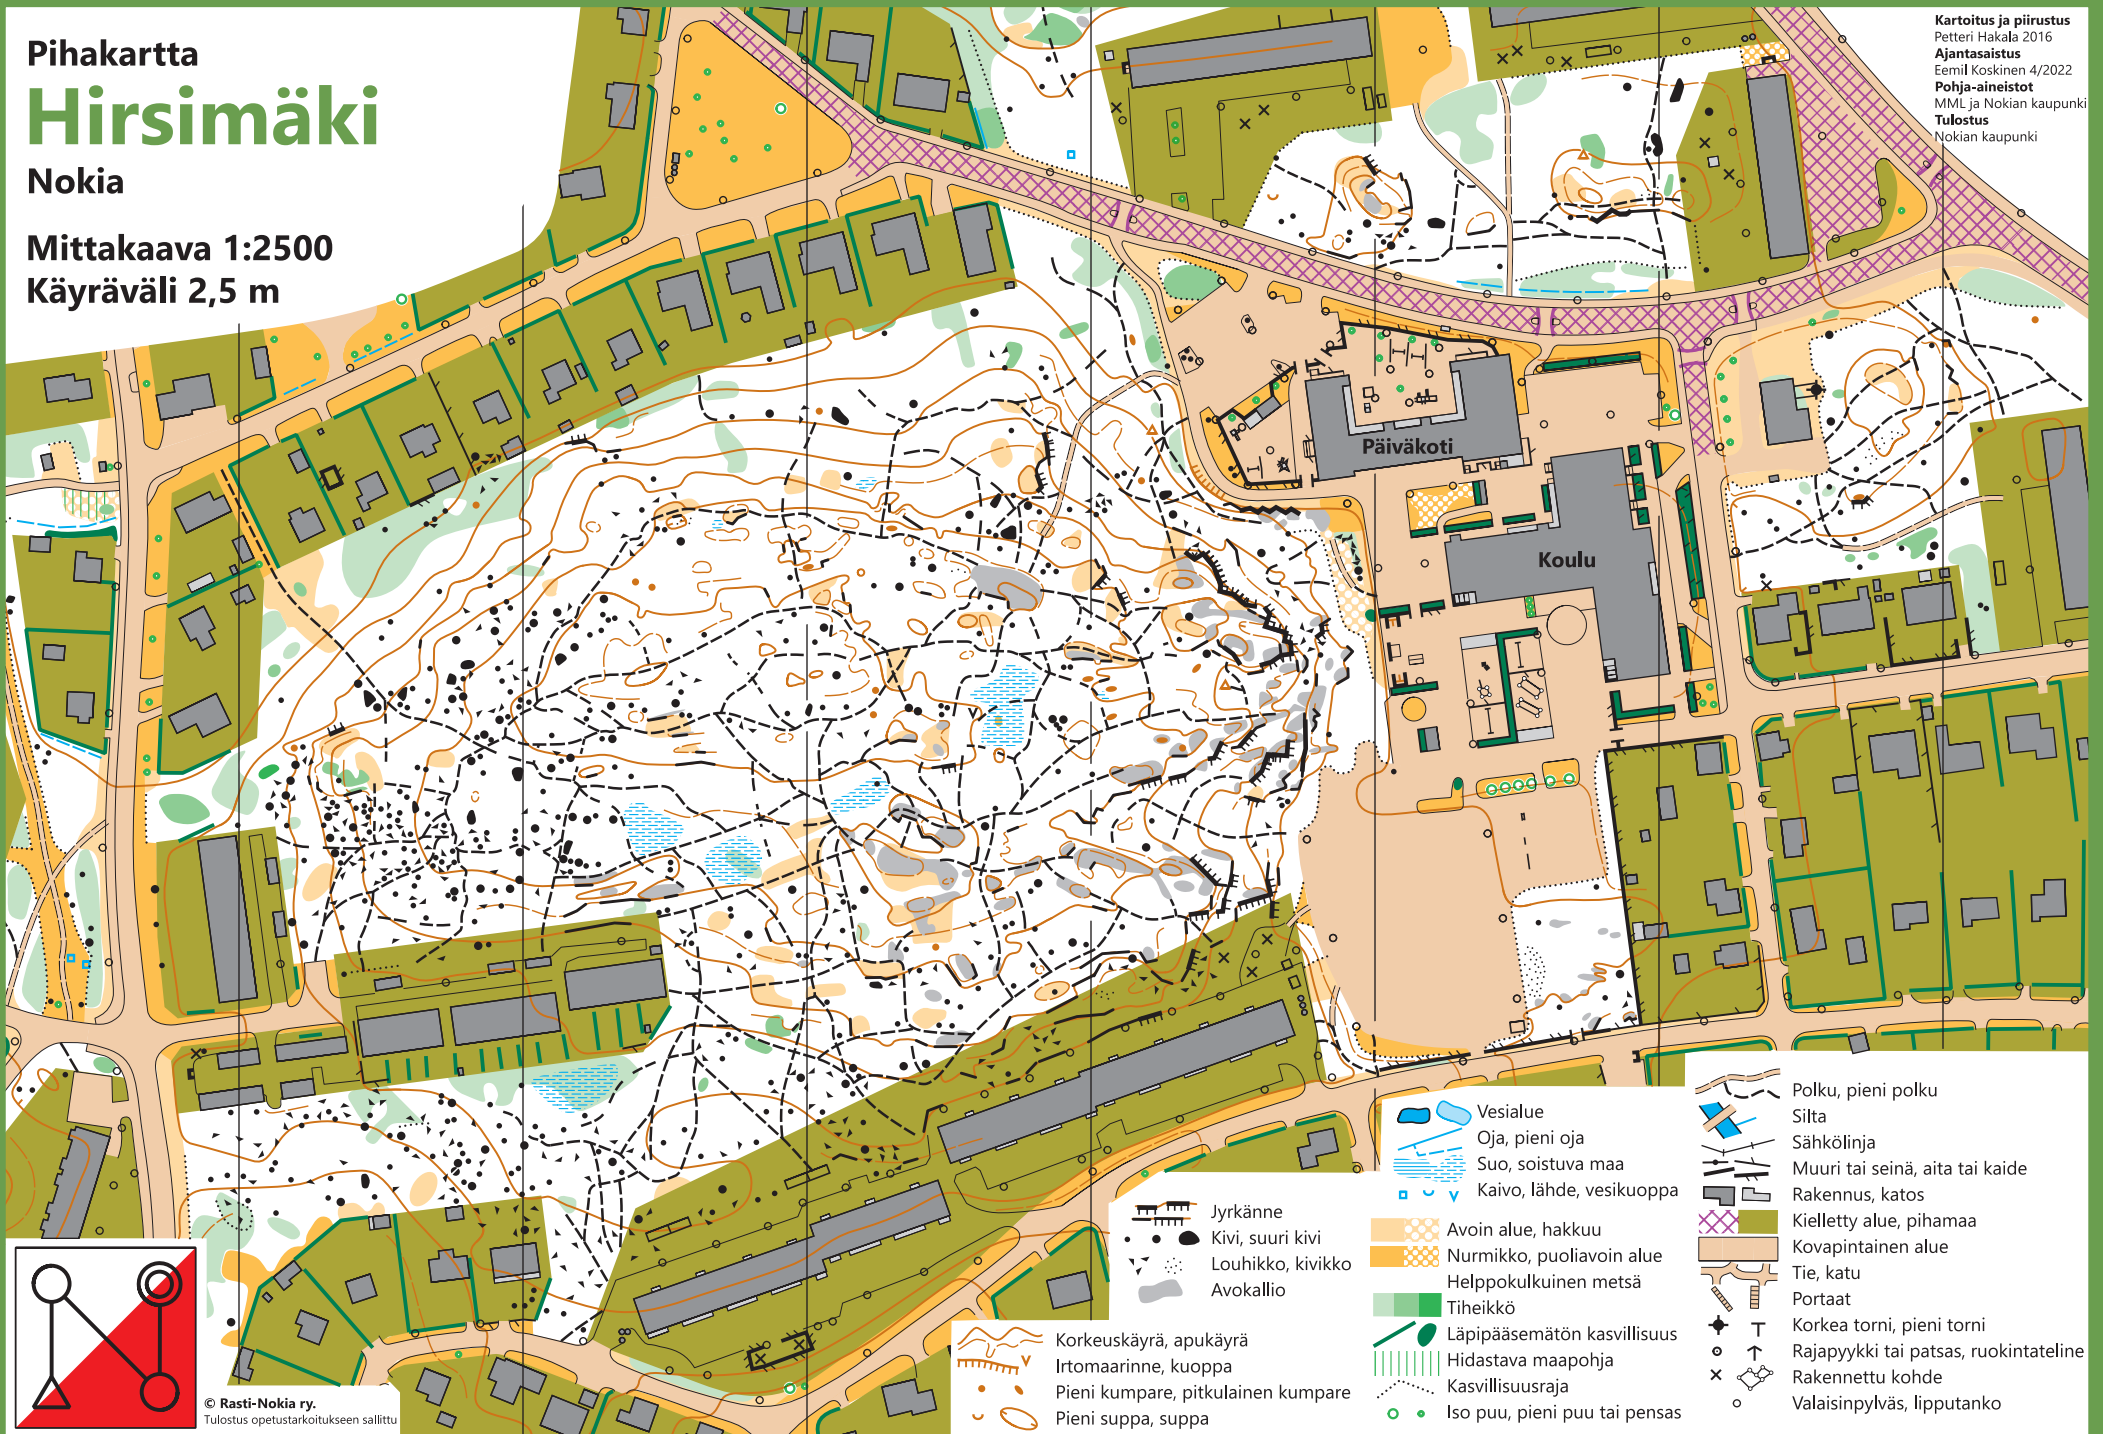 Pihakartta
Hirsimäki
Nokia
Mittakaava 1:2500
Käyräväli 2,5 m
Kartoitus ja piirustus
Petteri Hakala 2016
Ajantasaistus
Eemil Koskinen 4/2022
Pohja-aineistot
MML ja Nokian kaupunki
Tulostus
Nokian kaupunki
Päiväkoti
Koulu
Jyrkänne
Kivi, suuri kivi
Louhikko, kivikko
Avokallio
Korkeuskäyrä, apukäyrä
Irtomaarinne, kuoppa
Pieni kumpare, pitkulainen kumpare
Pieni suppa, suppa
Vesialue
Oja, pieni oja
Suo, soistuva maa
Kaivo, lähde, vesikuoppa
Avoin alue, hakkuu
Nurmikko, puoliavoin alue
Helppokulkuinen metsä
Tiheikkö
Läpipääsemätön kasvillisuus
Hidastava maapohja
Kasvillisuusraja
Iso puu, pieni puu tai pensas
Polku, pieni polku
Silta
Sähkölinja
Muuri tai seinä, aita tai kaide
Rakennus, katos
Kielletty alue, pihamaa
Kovapintainen alue
Tie, katu
Portaat
Korkea torni, pieni torni
Rajapyykki tai patsas, ruokintateline
Rakennettu kohde
Valaisinpylväs, lipputanko
© Rasti-Nokia ry.
Tulostus opetustarkoitukseen sallittu